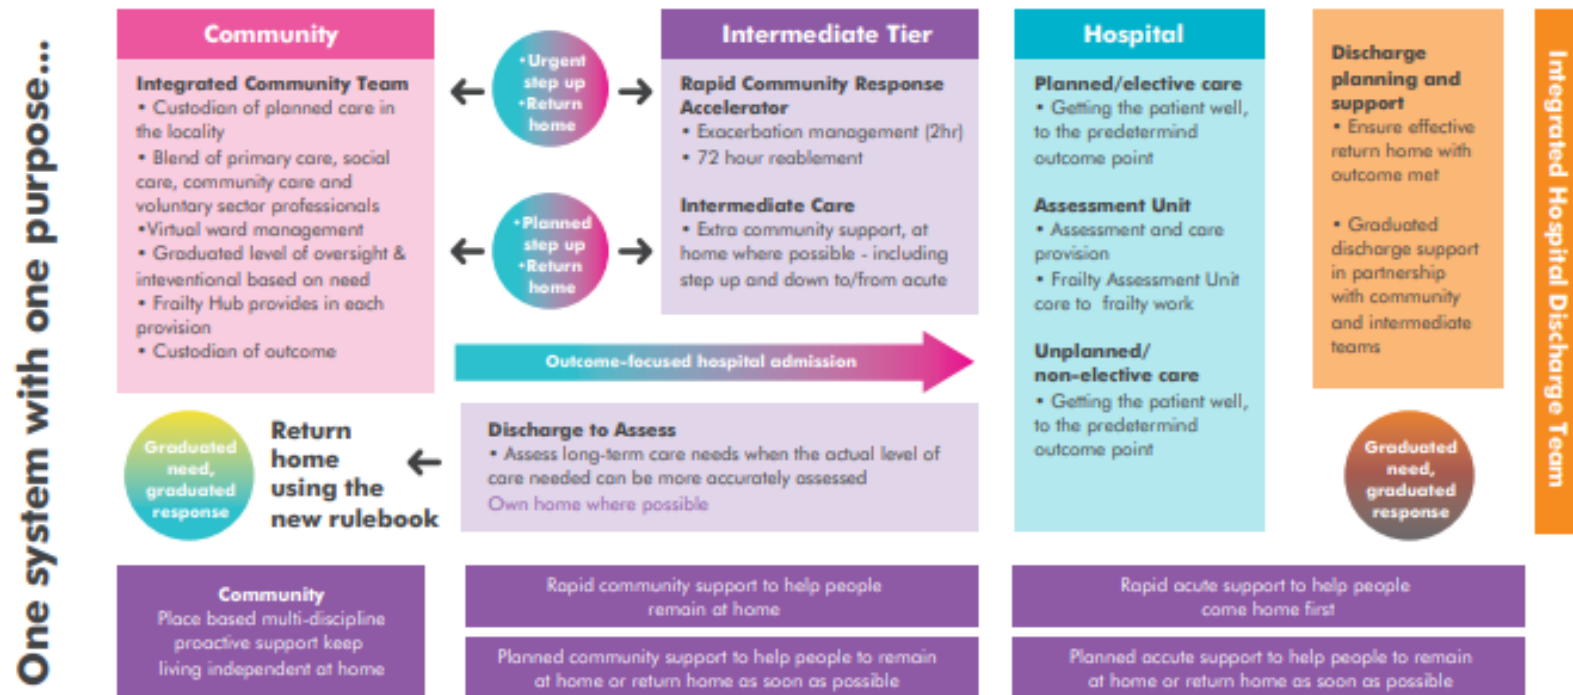 One system with one purpose...
Community
Integrated Community Team
• Custodian of planned care in
the locality
• Blend of primary care, social
care, community care and
voluntary sector professionals
•Virtual ward management
• Graduated level of oversight &
inteventional based on need
• Frailty Hub provides in each
provision
• Custodian of outcome
•Urgent
step up
•Return
home
•Planned
step up
•Return
home
Intermediate Tier
Rapid Community Response
Accelerator
• Exacerbation management (2hr)
• 72 hour reablement
Intermediate Care
• Extra community support, at
home where possible - including
step up and down to/from acute
Outcome-focused hospital admission
Hospital
Planned/elective care
• Getting the patient well,
to the predetermind
outcome point
Assessment Unit
• Assessment and care
provision
• Frailty Assessment Unit
core to frailty work
Unplanned/
non-elective care
• Getting the patient well,
to the predetermind
outcome point
Discharge
planning and
support
• Ensure effective
return home with
outcome met
• Graduated
discharge support
in partnership
with community
and intermediate
teams
Integrated Hospital Discharge Team
Graduated
need,
graduated
response
Return
home
using the
new rulebook
Discharge to Assess
• Assess long-term care needs when the actual level of
care needed can be more accurately assessed
Own home where possible
Graduated
need,
graduated
response
Community
Place based multi-discipline
proactive support keep
living independent at home
Rapid community support to help people
remain at home
Planned community support to help people to remain
at home or return home as soon as possible
Rapid acute support to help people
come home first
Planned accute support to help people to remain
at home or return home as soon as possible